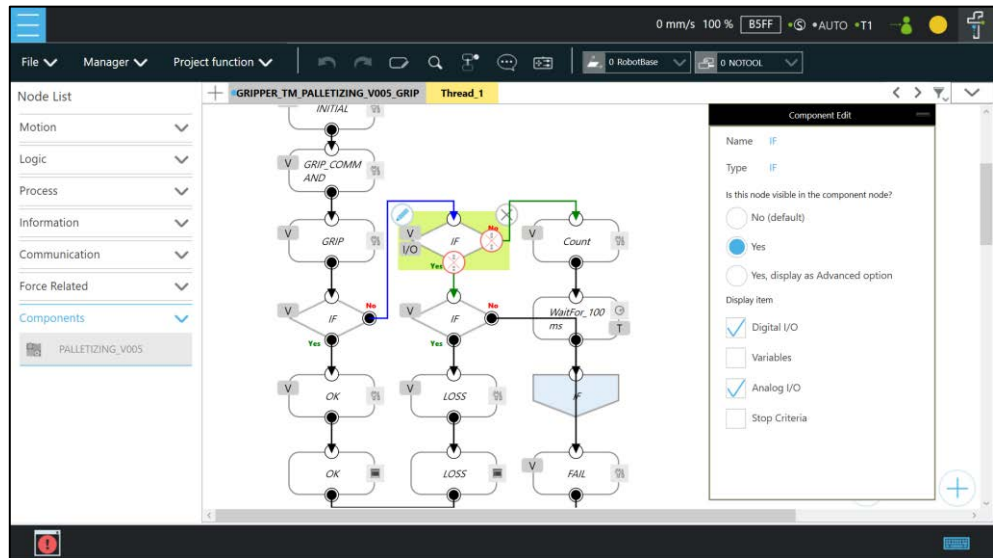 0 mm/s 100 % B5FF S AUTO T1
File Manager Project function 0 RobotBase 0 NOTOOL
Node List
Motion
Logic
Process
Information
Communication
Force Related
Components
PALLETIZING_V005
GRIPPER_TM_PALLETIZING_V005_GRIP Thread_1
INITIAL
V GRIP_COMM
AND
V GRIP
V IF No
I/O
Yes
V Count
V IF No
Yes
V IF No
Yes
V WaitFor_100
ms
T
V OK
V LOSS
IF
OK
LOSS
V FAIL
Component Edit
Name IF
Type IF
Is this node visible in the component node?
No (default)
Yes
Yes, display as Advanced option
Display item
Digital I/O
Variables
Analog I/O
Stop Criteria